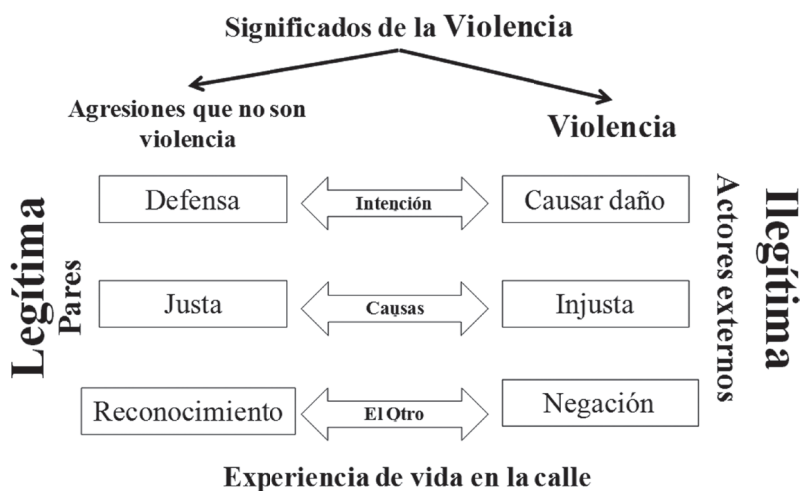 Significados de la Violencia
Agresiones que no son
violencia
Violencia
Legítima
Pares
Defensa
Intención
Causar daño
Justa
Causas
Injusta
Reconocimiento
El Otro
Negación
Actores externos
Ilegítima
Experiencia de vida en la calle